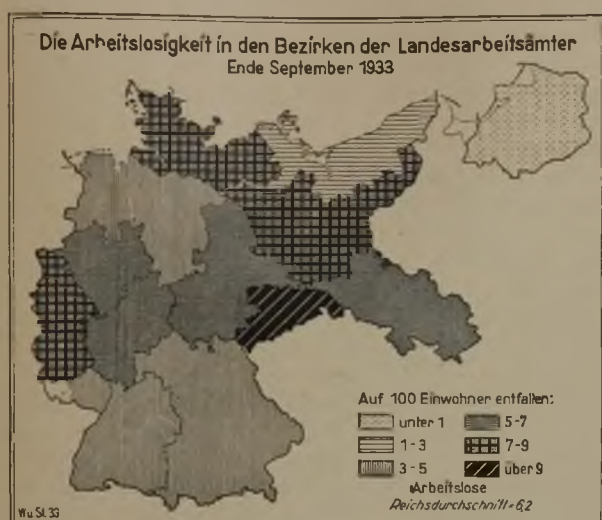 Die Arbeitslosigkeit in den Bezirken der Landesarbeitsämter
Ende September 1933
Auf 100 Einwohner entfallen:
unter 1
1-3
3-5
5-7
7-9
über 9
Arbeitslose
Reichsdurchschnitt=6,2
W.u.St.33